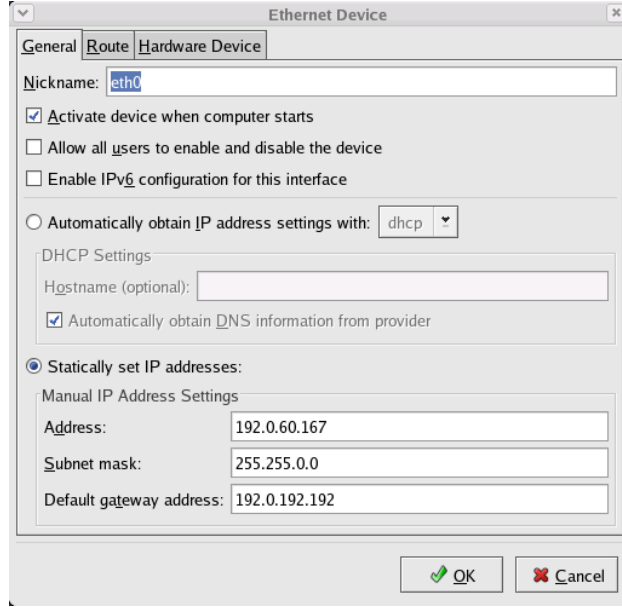 Ethernet Device
General Route Hardware Device
Nickname: eth0
Activate device when computer starts
Allow all users to enable and disable the device
Enable IPv6 configuration for this interface
Automatically obtain IP address settings with: dhcp
DHCP Settings
Hostname (optional):
Automatically obtain DNS information from provider
Statically set IP addresses:
Manual IP Address Settings
Address: 192.0.60.167
Subnet mask: 255.255.0.0
Default gateway address: 192.0.192.192
OK Cancel